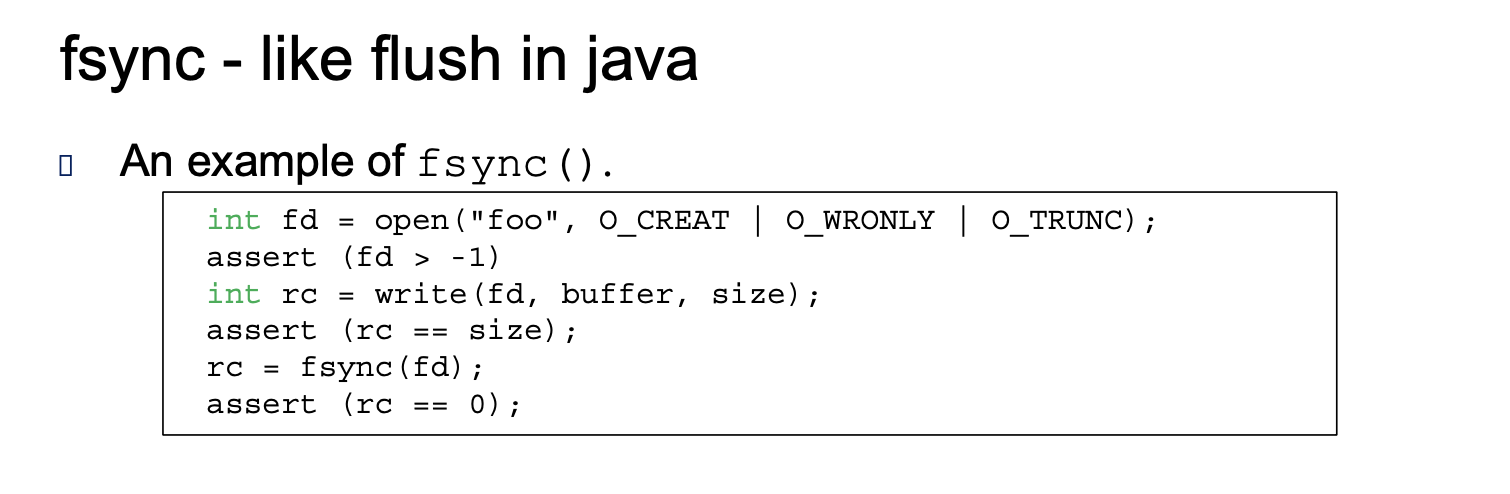 fsync - like flush in java
▯ An example of fsync().
int fd = open("foo", O_CREAT | O_WRONLY | O_TRUNC);
assert (fd > -1)
int rc = write(fd, buffer, size);
assert (rc == size);
rc = fsync(fd);
assert (rc == 0);